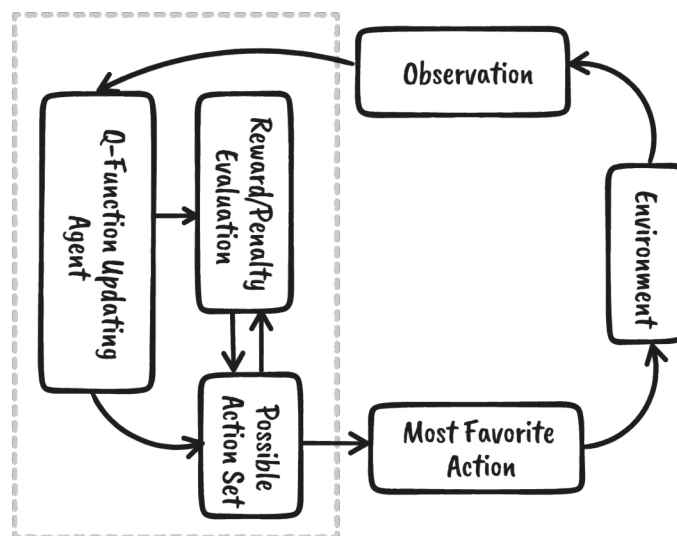 Observation
Q-Function Updating
Agent
Reward/Penalty
Evaluation
Environment
Possible
Action Set
Most Favorite
Action